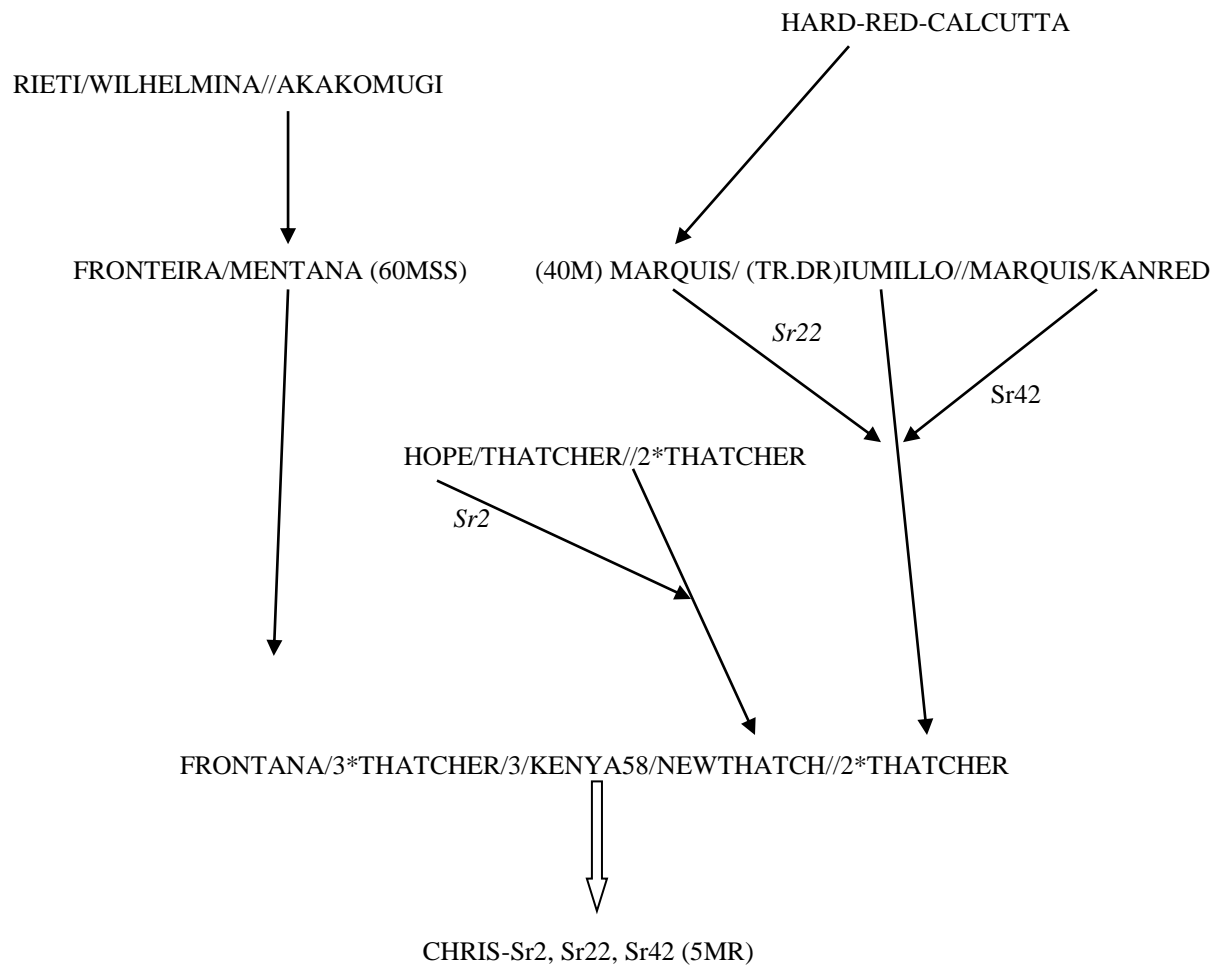 HARD-RED-CALCUTTA
RIETI/WILHELMINA//AKAKOMUGI
FRONTEIRA/MENTANA (60MSS)
(40M) MARQUIS/ (TR.DR)IUMILLO//MARQUIS/KANRED
Sr22
Sr42
HOPE/THATCHER//2*THATCHER
Sr2
FRONTANA/3*THATCHER/3/KENYA58/NEWTHATCH//2*THATCHER
CHRIS-Sr2, Sr22, Sr42 (5MR)